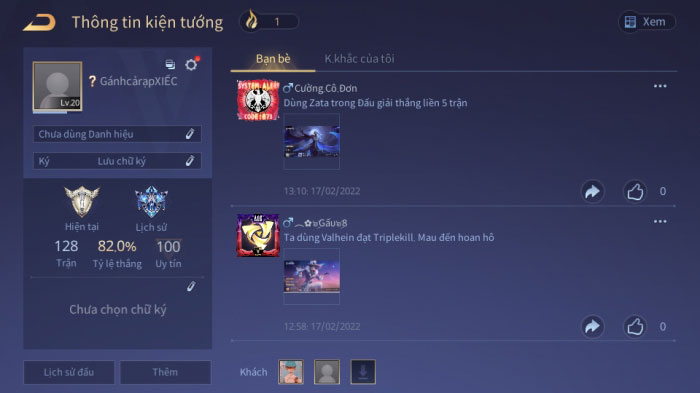 Thông tin kiện tướng
1
Xem
? GánhcảrạpXIẾC
Lv.20
Chưa dùng Danh hiệu
Ký Lưu chữ ký
Hiện tại
Lịch sử
128
82.0%
100
Trận
Tỷ lệ thắng
Uy tín
Chưa chọn chữ ký
Lịch sử đấu
Thêm
Bạn bè
K.khắc của tôi
SYSTEM ALERT
Cường.Cô.Đơn
Dùng Zata trong Đấu giải thắng liền 5 trận
13:10: 17/02/2022
0
Ta dùng Valhein đạt Triplekill. Mau đến hoan hô
12:58: 17/02/2022
0
Khách